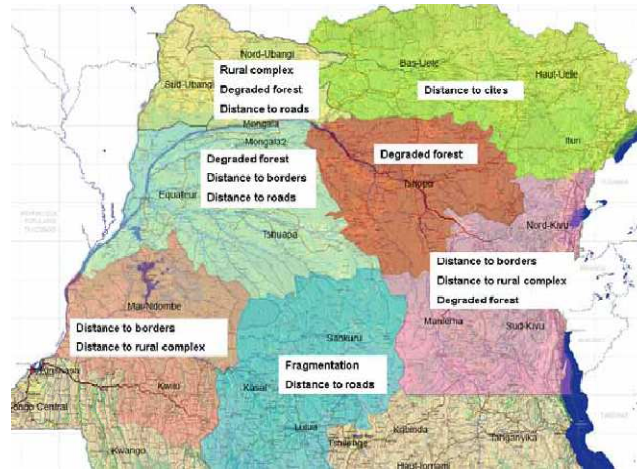 Nord-Ubangi
Rural complex
Sud-Ubangi
Degraded forest
Distance to roads
Bas-Uele
Haut-Uele
Distance to cites
Mongala
Mongala2
Ituri
Degraded forest
Distance to borders
Distance to roads
Degraded forest
Tshopo
Equateur
Tshuapa
Nord-Kivu
Distance to borders
Distance to rural complex
Degraded forest
Mai-Ndombe
Maniema
Sud-Kivu
Distance to borders
Distance to rural complex
Sankuru
Fragmentation
Distance to roads
Kinshasa
Kongo Central
Kwilu
Kasai
Lulua
Kwango
Tshilenge
Kabinda
Tanganyika
Haut-lomami